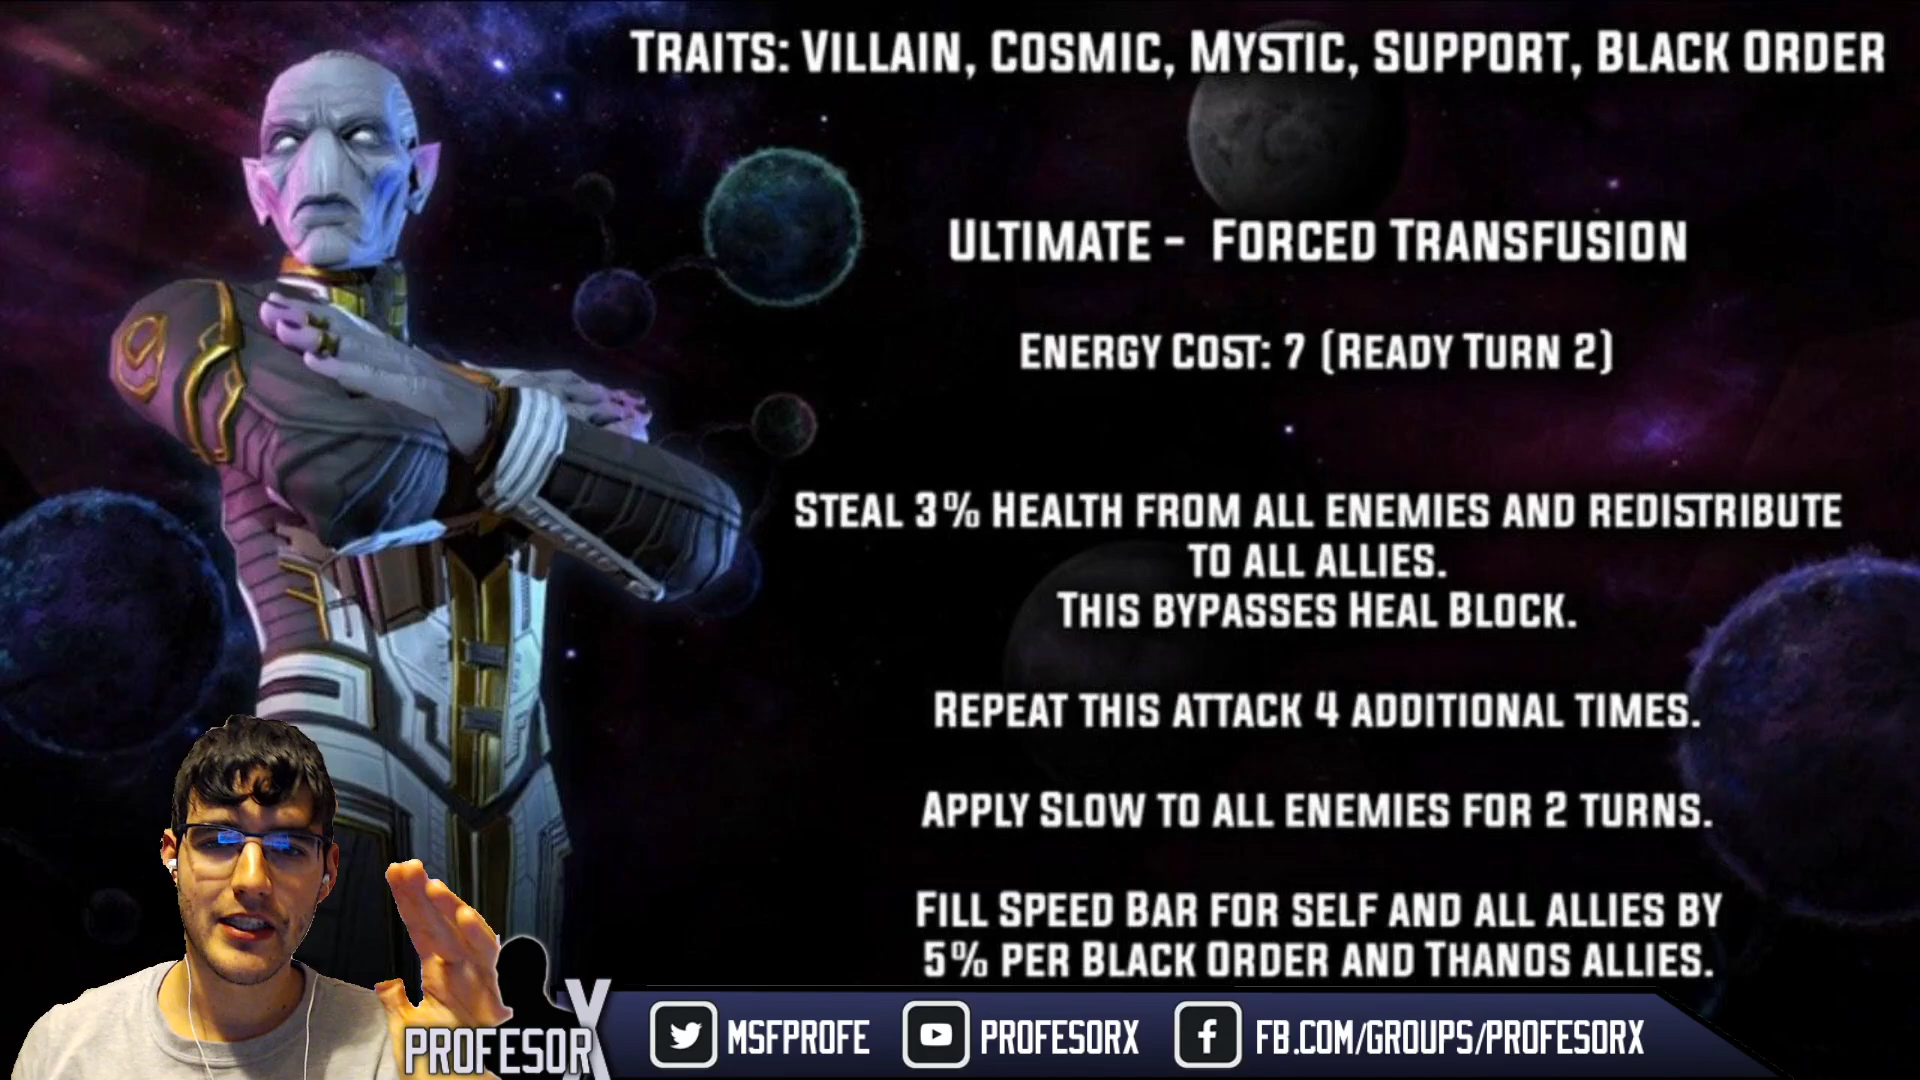 TRAITS: VILLAIN, COSMIC, MYSTIC, SUPPORT, BLACK ORDER
ULTIMATE - FORCED TRANSFUSION
ENERGY COST: 7 (READY TURN 2)
STEAL 3% HEALTH FROM ALL ENEMIES AND REDISTRIBUTE
TO ALL ALLIES.
THIS BYPASSES HEAL BLOCK.
REPEAT THIS ATTACK 4 ADDITIONAL TIMES.
APPLY SLOW TO ALL ENEMIES FOR 2 TURNS.
FILL SPEED BAR FOR SELF AND ALL ALLIES BY
5% PER BLACK ORDER AND THANOS ALLIES.
PROFESORX MSFPROFE PROFESORX FB.COM/GROUPS/PROFESORX